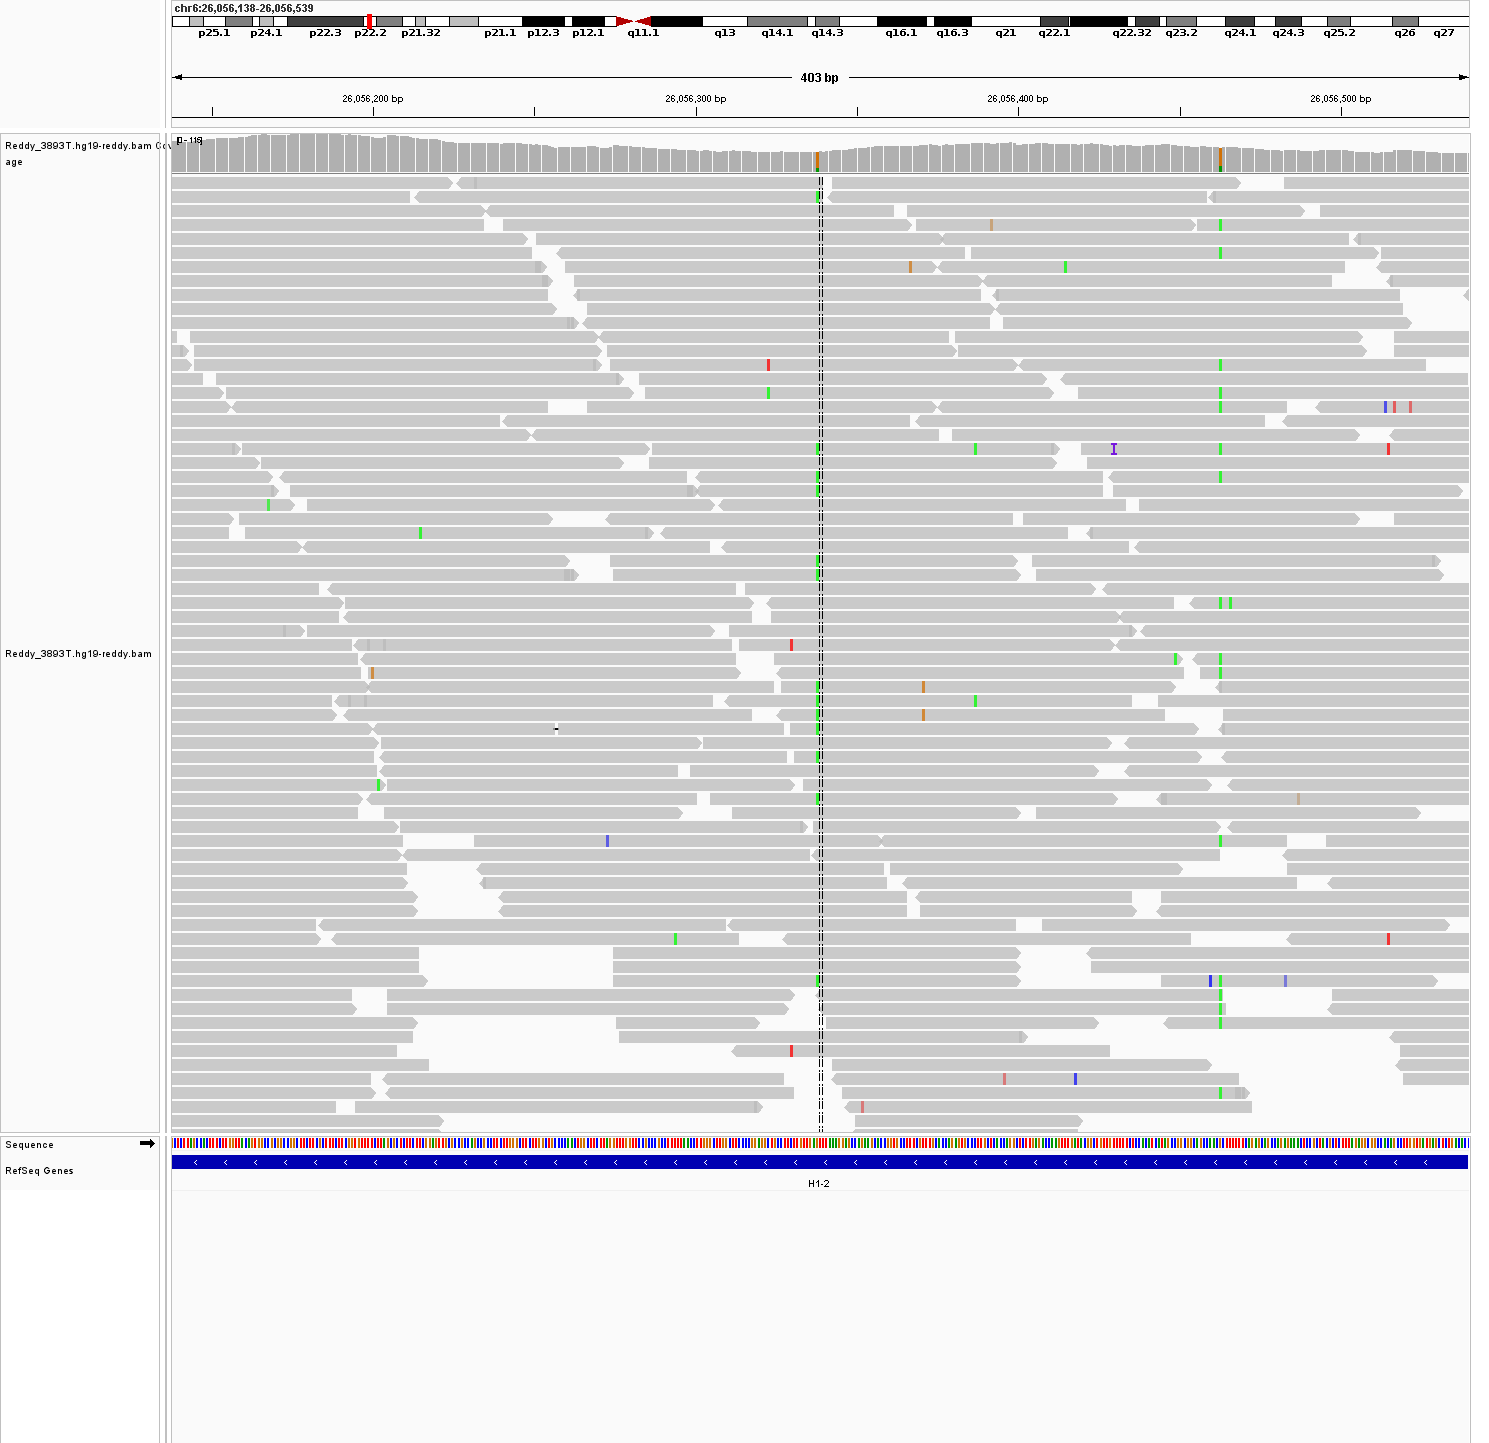 chr6:26,056,138-26,056,539
p25.1 p24.1 p22.3 p22.2 p21.32 p21.1 p12.3 p12.1 q11.1 q13 q14.1 q14.3 q16.1 q16.3 q21 q22.1 q22.32 q23.2 q24.1 q24.3 q25.2 q26 q27
403 bp
26,056,200 bp 26,056,300 bp 26,056,400 bp 26,056,500 bp
Reddy_3893T.hg19-reddy.bam Cov
age
Reddy_3893T.hg19-reddy.bam
Sequence
RefSeq Genes
H1-2